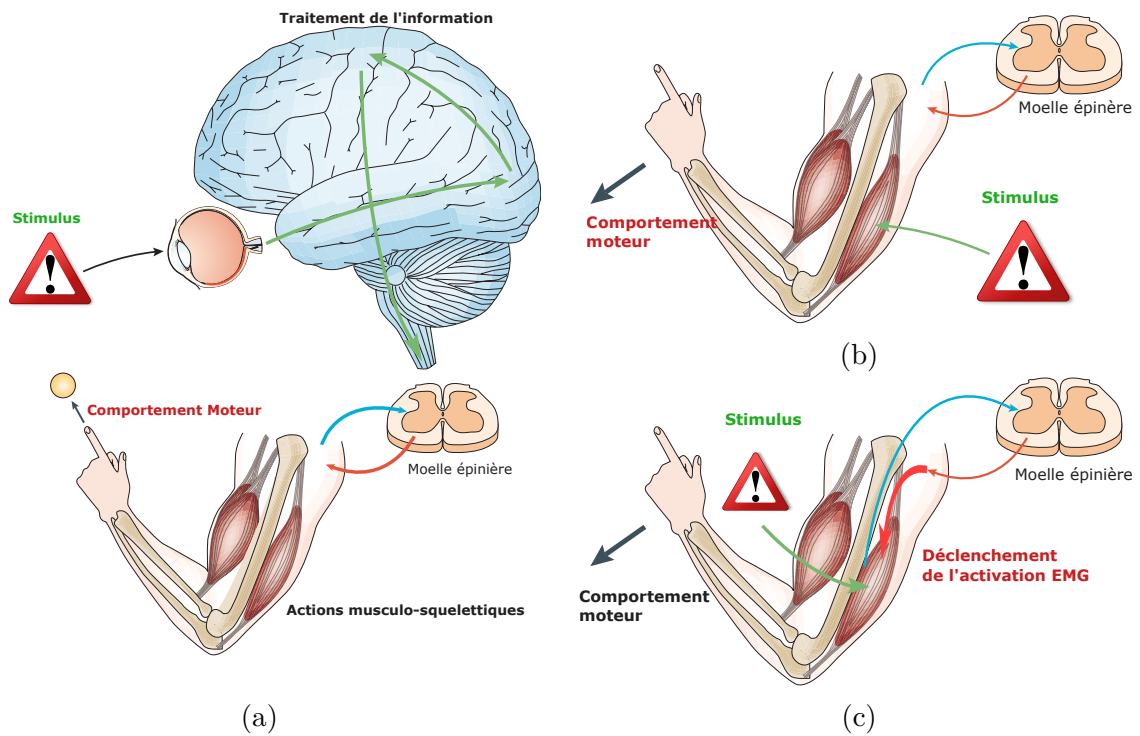 Traitement de l'information
Stimulus
Comportement Moteur
Moelle épinière
Actions musculo-squelettiques
(a)
Moelle épinère
Stimulus
Comportement
moteur
(b)
Stimulus
Moelle épinière
Déclenchement
de l'activation EMG
Comportement
moteur
(c)